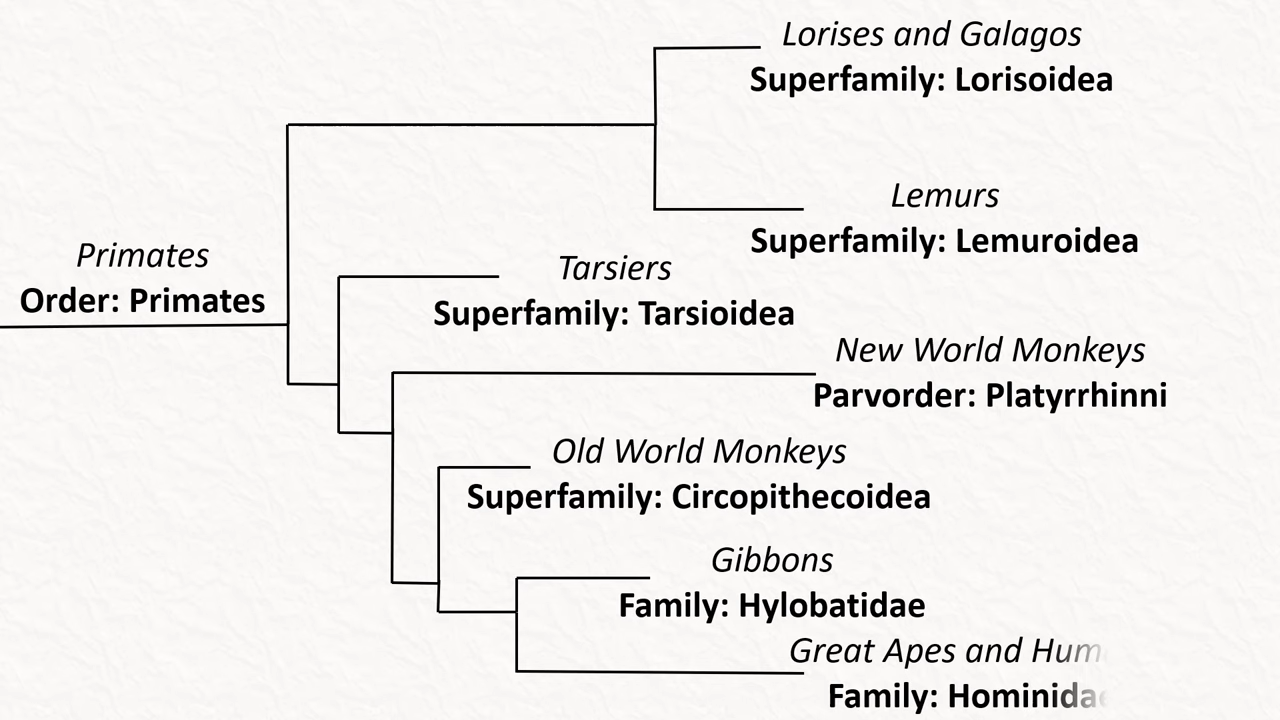 Lorises and Galagos
Superfamily: Lorisoidea
Lemurs
Superfamily: Lemuroidea
Primates
Order: Primates
Tarsiers
Superfamily: Tarsioidea
New World Monkeys
Parvorder: Platyrrhinni
Old World Monkeys
Superfamily: Circopithecoidea
Gibbons
Family: Hylobatidae
Great Apes and
Family: Hominidae